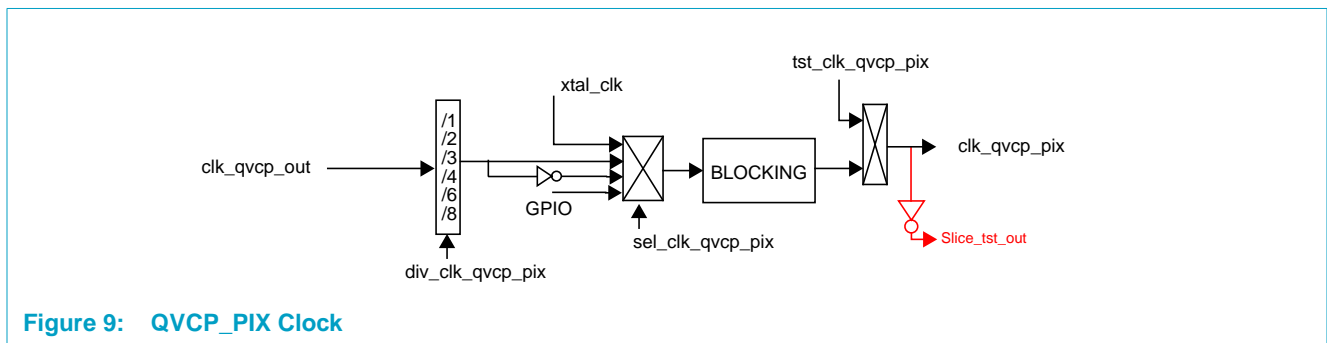 tst_clk_qvcp_pix
xtal_clk
/1
/2
/3
/4
/6
/8
clk_qvcp_out
clk_qvcp_pix
BLOCKING
GPIO
sel_clk_qvcp_pix
Slice_tst_out
div_clk_qvcp_pix
Figure 9: QVCP_PIX Clock